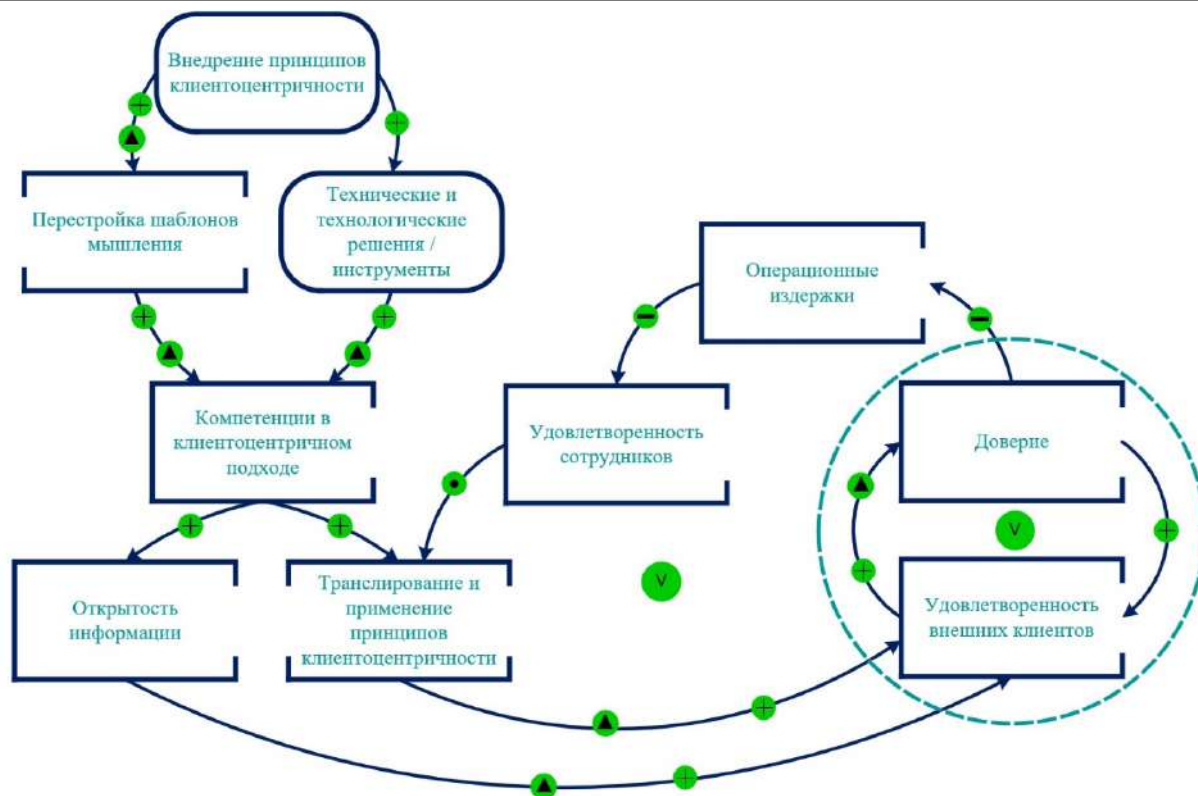 Внедрение принципов
клиентоцентричности
Перестройка шаблонов
мышления
Технические и
технологические
решения /
инструменты
Операционные
издержки
Компетенции в
клиентоцентричном
подходе
Удовлетворенность
сотрудников
Доверие
Открытость
информации
Транслирование и
применение
принципов
клиентоцентричности
Удовлетворенность
внешних клиентов
V
V